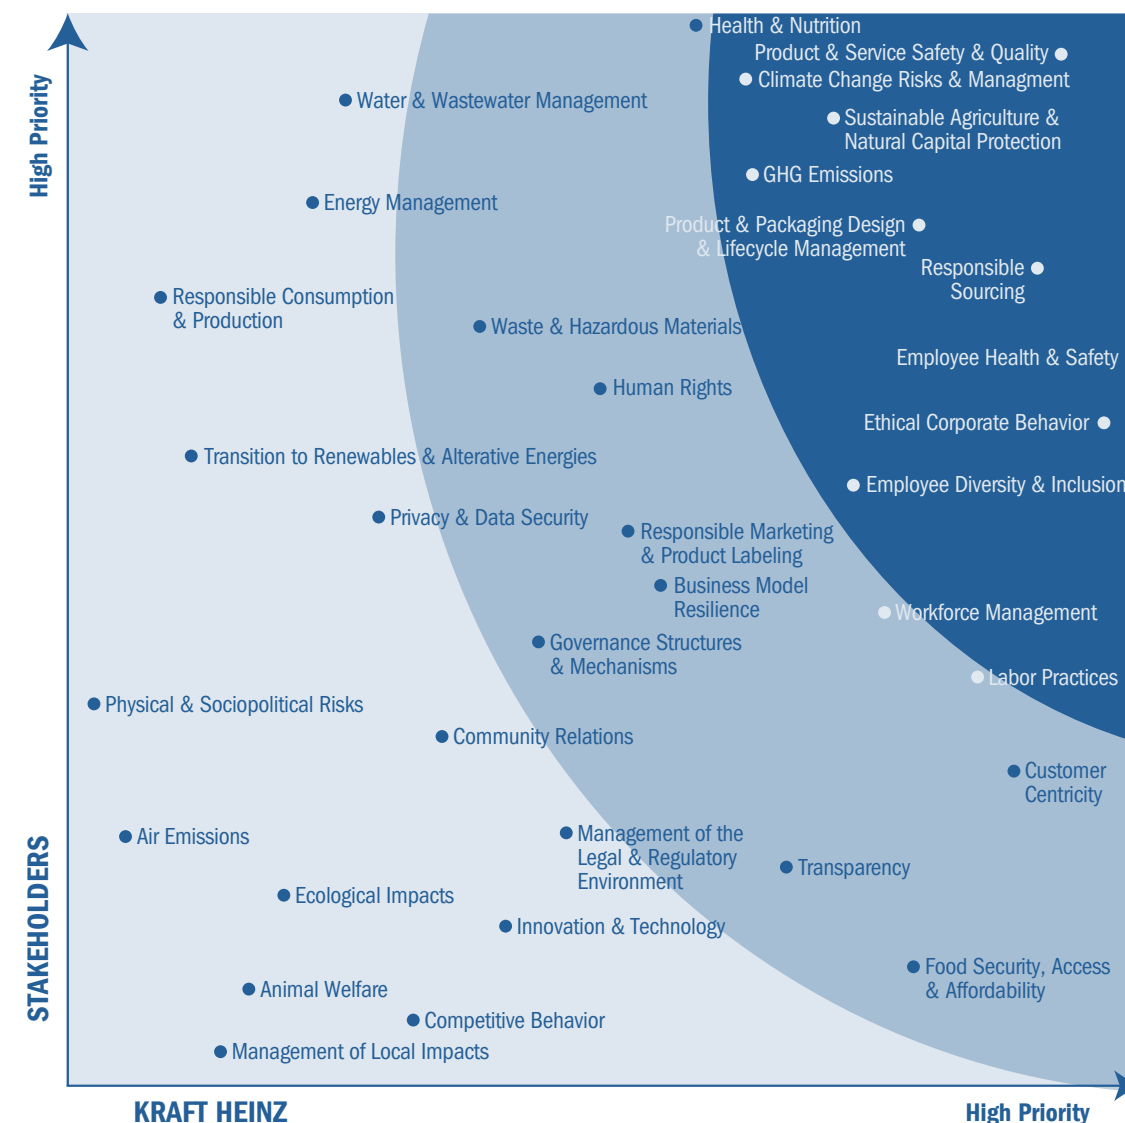 Health & Nutrition
Product & Service Safety & Quality
Climate Change Risks & Managment
Water & Wastewater Management
Sustainable Agriculture &
Natural Capital Protection
High Priority
GHG Emissions
Energy Management
Product & Packaging Design
& Lifecycle Management
Responsible
Sourcing
Responsible Consumption
& Production
Waste & Hazardous Materials
Employee Health & Safety
Human Rights
Ethical Corporate Behavior
Transition to Renewables & Alterative Energies
Employee Diversity & Inclusion
Privacy & Data Security
Responsible Marketing
& Product Labeling
Business Model
Resilience
Workforce Management
Governance Structures
& Mechanisms
Labor Practices
Physical & Sociopolitical Risks
Community Relations
Customer
Centricity
Air Emissions
Management of the
Legal & Regulatory
Environment
Transparency
Ecological Impacts
Innovation & Technology
STAKEHOLDERS
Food Security, Access
& Affordability
Animal Welfare
Competitive Behavior
Management of Local Impacts
KRAFT HEINZ
High Priority